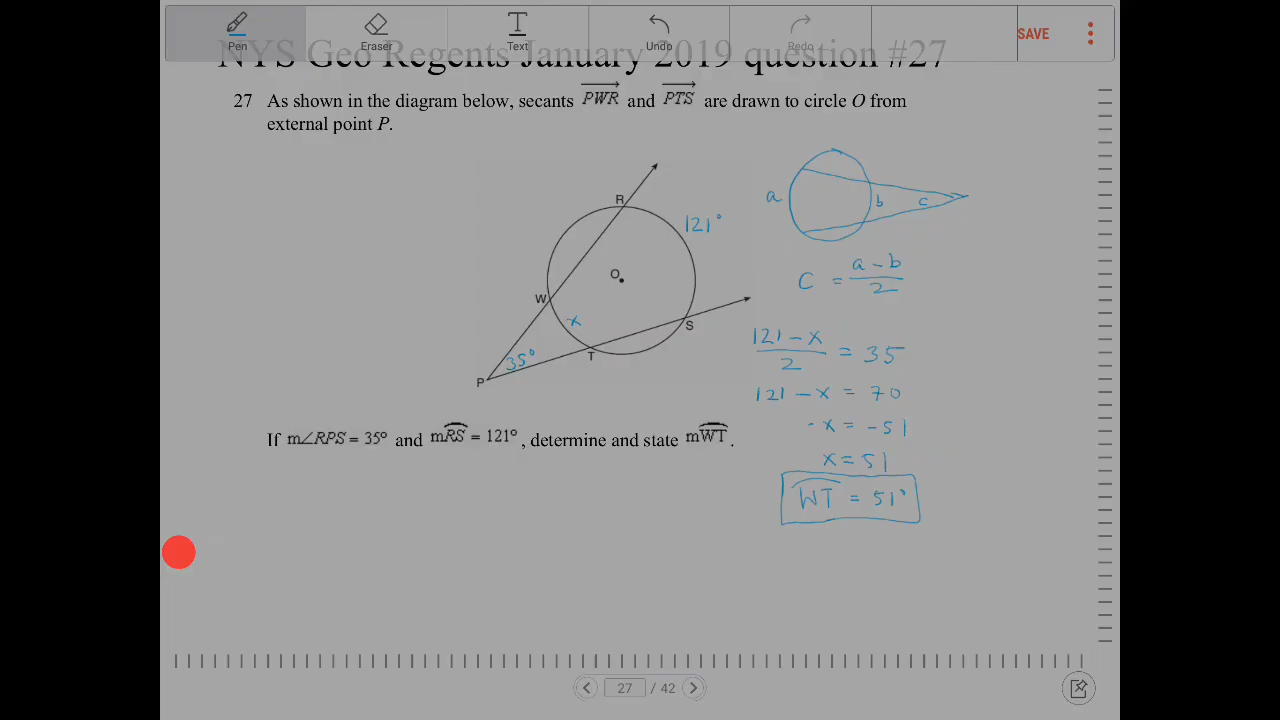 Pen
Eraser
Text
Undo
Redo
SAVE
NYS Geo Regents January 2019 question #27
27 As shown in the diagram below, secants PWR and PTS are drawn to circle O from
external point P.
R
121°
a
b
c
O
W
x
S
T
35°
P
C = a - b / 2
121 - x / 2 = 35
121 - x = 70
- x = -51
x = 51
WT = 51°
If m∠RPS = 35° and mRS = 121°, determine and state mWT.
27 / 42